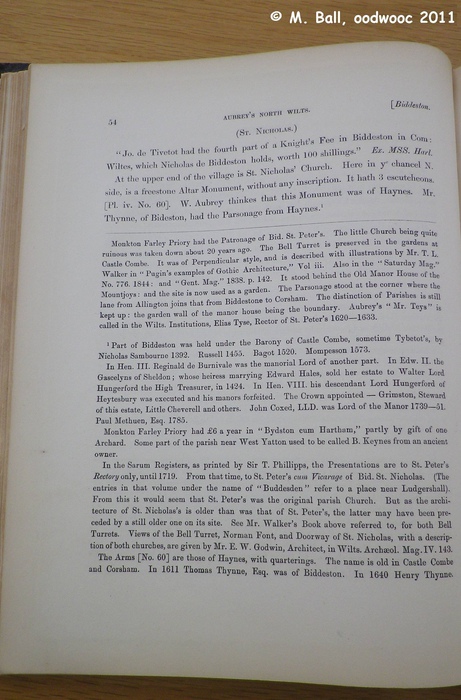 © M. Ball, oodwooc 2011
54
AUBREY'S NORTH WILTS.
[Biddeston.
(ST. NICHOLAS.)
"Jo. de Tivetot had the fourth part of a Knight's Fee in Biddeston in Com:
Wiltes, which Nicholas de Biddeston holds, worth 100 shillings." Ex. MSS. Harl.
At the upper end of the village is St. Nicholas' Church. Here in yᵉ chancel N.
side, is a freestone Altar Monument, without any inscription. It hath 3 escutcheons.
[Pl. iv. No. 60]. W. Aubrey thinkes that this Monument was of Haynes. Mr.
Thynne, of Bideston, had the Parsonage from Haynes.¹
Monkton Farley Priory had the Patronage of Bid. St. Peter's. The little Church being quite
ruinous was taken down about 20 years ago. The Bell Turret is preserved in the gardens at
Castle Combe. It was of Perpendicular style, and is described with illustrations by Mr. T. L.
Walker in "Pugin's examples of Gothic Architecture," Vol iii. Also in the "Saturday Mag."
No. 776. 1844: and "Gent. Mag." 1838. p. 142. It stood behind the Old Manor House of the
Mountjoys: and the site is now used as a garden. The Parsonage stood at the corner where the
lane from Allington joins that from Biddestone to Corsham. The distinction of Parishes is still
kept up: the garden wall of the manor house being the boundary. Aubrey's "Mr. Toys" is
called in the Wilts. Institutions, Elias Tyse, Rector of St. Peter's 1620—1633.
¹ Part of Biddeston was held under the Barony of Castle Combe, sometime Tybetot's, by
Nicholas Sambourne 1392. Russell 1455. Bagot 1520. Mompesson 1573.
In Hen. III. Reginald de Burnivale was the manorial Lord of another part. In Edw. II. the
Gascelyns of Sheldon; whose heiress marrying Edward Hales, sold her estate to Walter Lord
Hungerford the High Treasurer, in 1424. In Hen. VIII. his descendant Lord Hungerford of
Heytesbury was executed and his manors forfeited. The Crown appointed — Grimston, Steward
of this estate, Little Cheverell and others. John Coxed, LLD. was Lord of the Manor 1739—51.
Paul Methuen, Esq. 1785.
Monkton Farley Priory had £6 a year in "Bydston cum Hartham," partly by gift of one
Archard. Some part of the parish near West Yatton used to be called B. Keynes from an ancient
owner.
In the Sarum Registers, as printed by Sir T. Phillipps, the Presentations are to St. Peter's
Rectory only, until 1719. From that time, to St. Peter's cum Vicarage of Bid. St. Nicholas. (The
entries in that volume under the name of "Buddesden" refer to a place near Ludgershall).
From this it would seem that St. Peter's was the original parish Church. But as the archi-
tecture of St. Nicholas's is older than was that of St. Peter's, the latter may have been pre-
ceded by a still older one on its site. See Mr. Walker's Book above referred to, for both Bell
Turrets. Views of the Bell Turret, Norman Font, and Doorway of St. Nicholas, with a descrip-
tion of both churches, are given by Mr. E. W. Godwin, Architect, in Wilts. Archæol. Mag. IV. 143.
The Arms [No. 60] are those of Haynes, with quarterings. The name is old in Castle Combe
and Corsham. In 1611 Thomas Thynne, Esq. was of Biddeston. In 1640 Henry Thynne.